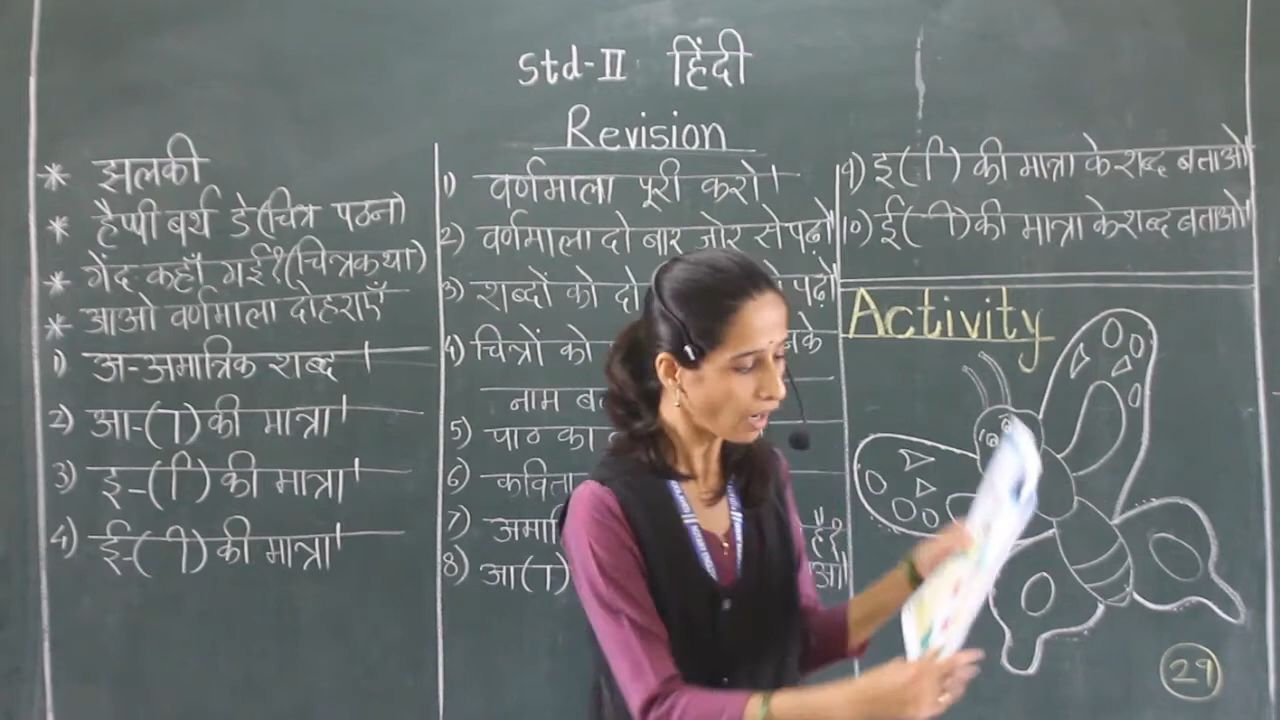 Std-II हिंदी
Revision
* झलकी
* हैप्पी बर्थ डे (चित्र पठन)
* गेंद कहाँ गई? (चित्रकथा)
* आओ वर्णमाला दोहराएँ
1) अ-अमात्रिक शब्द ।
2) आ-(ा) की मात्रा।
3) इ-(ि) की मात्रा।
4) ई-(ी) की मात्रा।
1) वर्णमाला पूरी करो।
2) वर्णमाला दो बार जोर से पढ़ो
3) शब्दों को दो पढ़ो।
4) चित्रों को
नाम
5) पाठ का
6) कविता
7)
8) आ(ा)
9) इ(ि) की मात्रा के शब्द बताओ।
10) ई(ी) की मात्रा के शब्द बताओ।
Activity
29